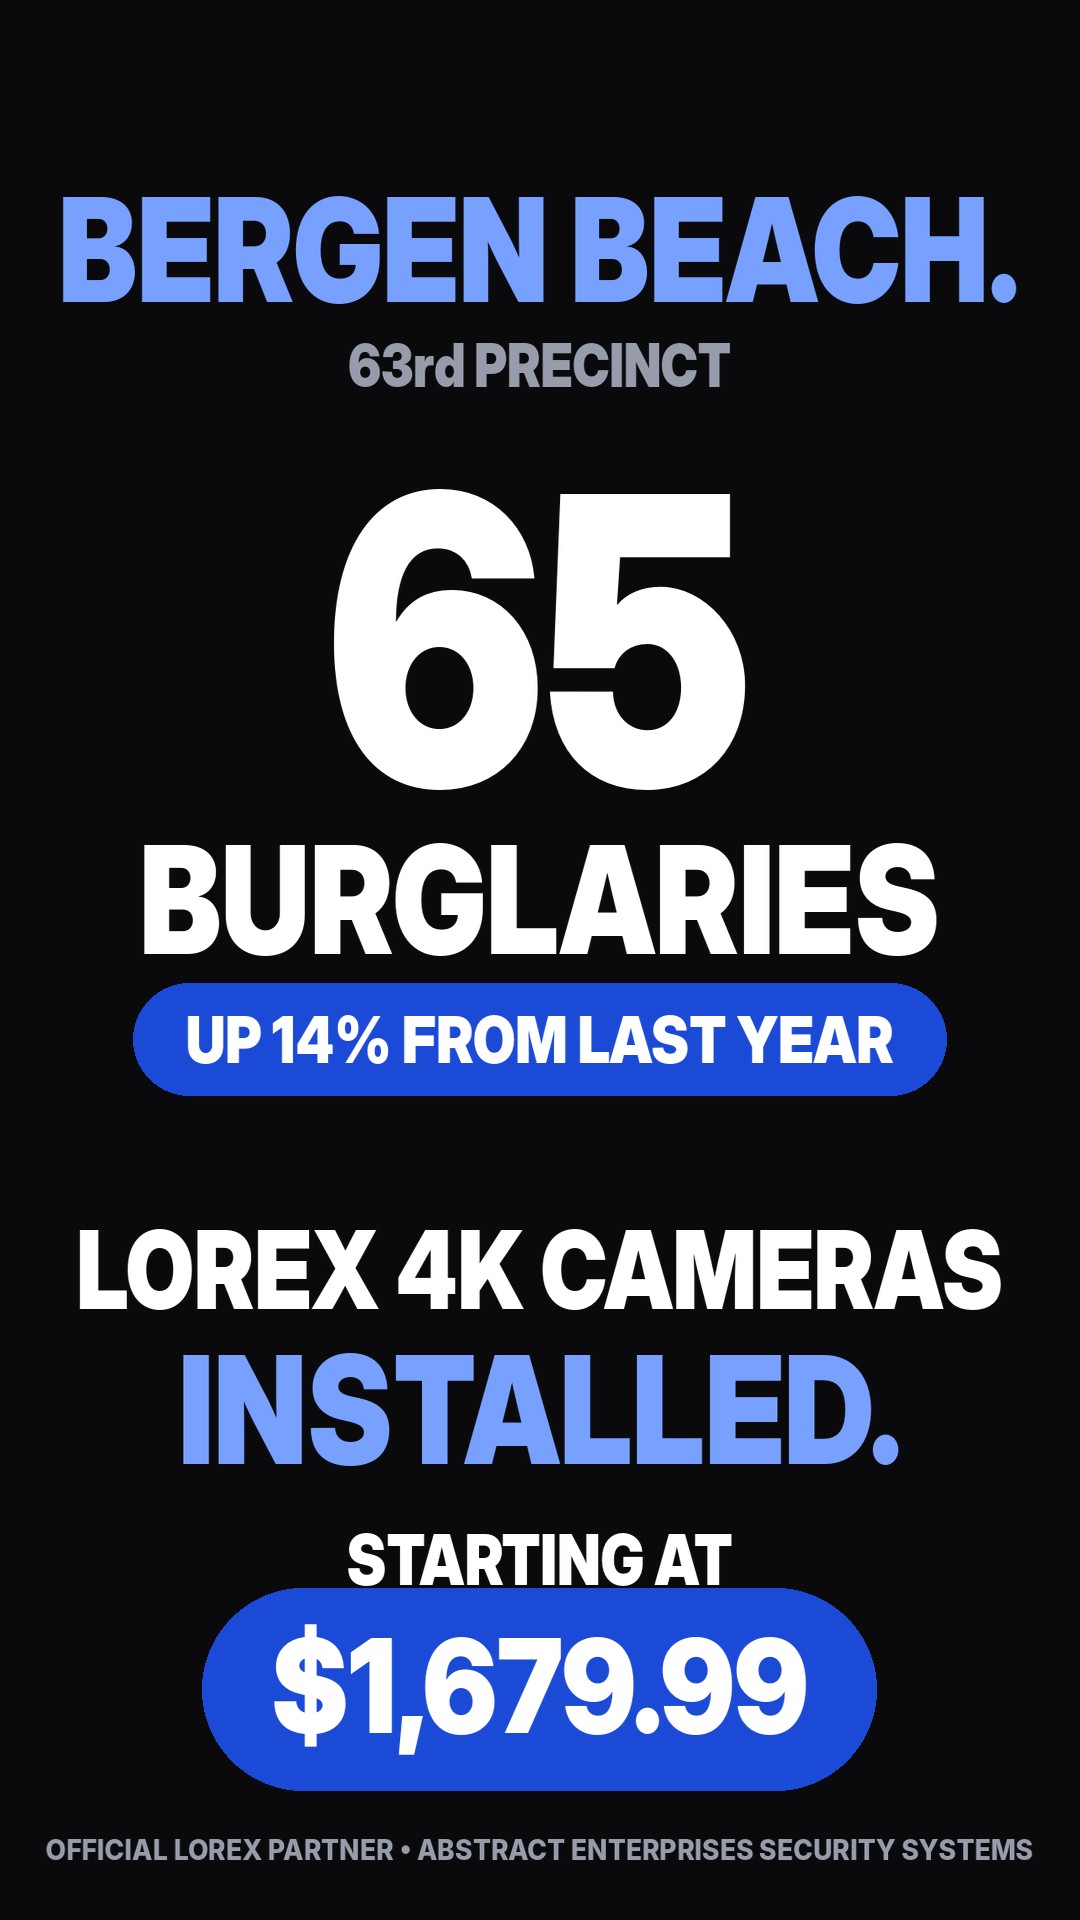 BERGEN BEACH.
63rd PRECINCT
65
BURGLARIES
UP 14% FROM LAST YEAR
LOREX 4K CAMERAS
INSTALLED.
STARTING AT
$1,679.99
OFFICIAL LOREX PARTNER • ABSTRACT ENTERPRISES SECURITY SYSTEMS